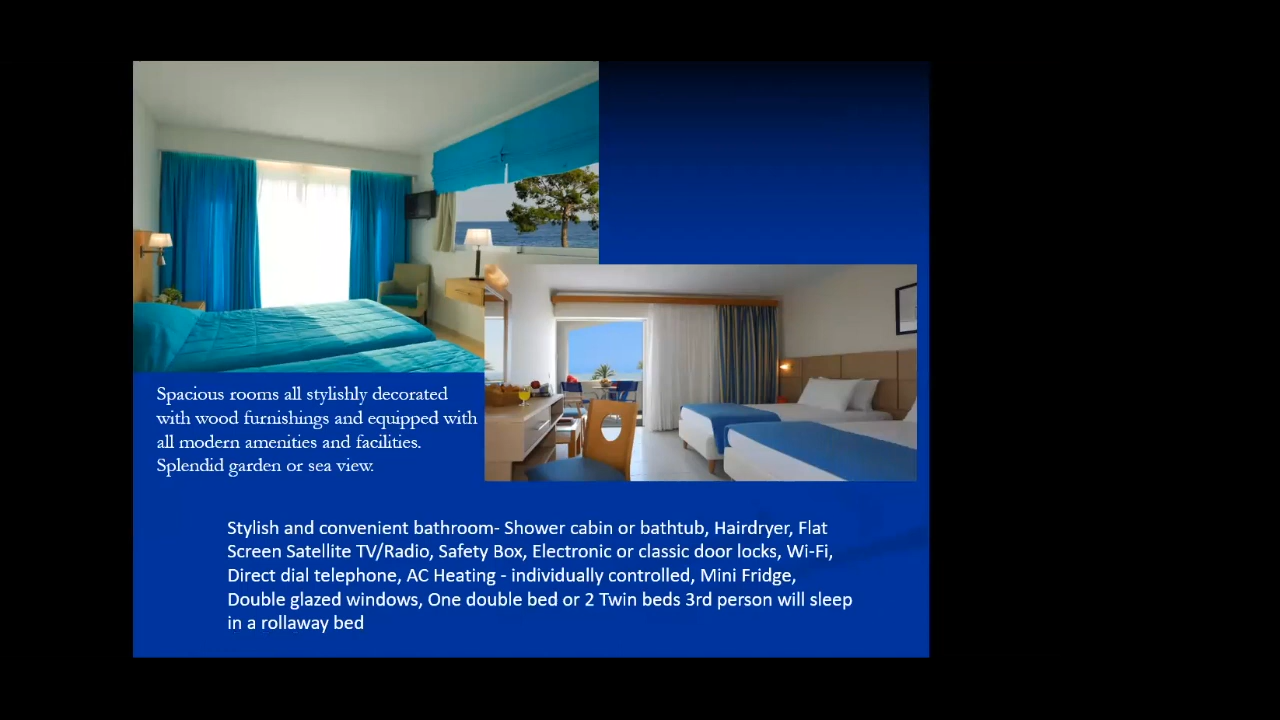 Spacious rooms all stylishly decorated
with wood furnishings and equipped with
all modern amenities and facilities.
Splendid garden or sea view.
Stylish and convenient bathroom- Shower cabin or bathtub, Hairdryer, Flat
Screen Satellite TV/Radio, Safety Box, Electronic or classic door locks, Wi-Fi,
Direct dial telephone, AC Heating - individually controlled, Mini Fridge,
Double glazed windows, One double bed or 2 Twin beds 3rd person will sleep
in a rollaway bed